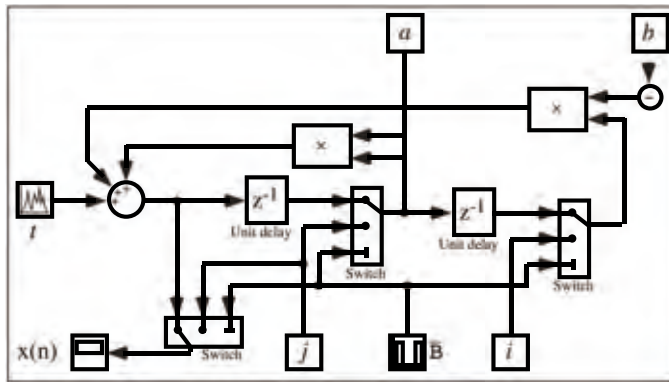 a
b
-
×
×
t
z-1
Unit delay
Switch
z-1
Unit delay
Switch
x(n)
Switch
j
B
i